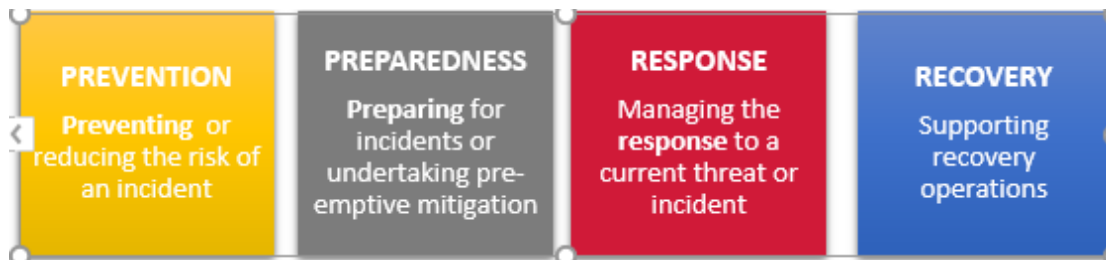 PREVENTION
Preventing or
reducing the risk of
an incident
PREPAREDNESS
Preparing for
incidents or
undertaking pre-
emptive mitigation
RESPONSE
Managing the
response to a
current threat or
incident
RECOVERY
Supporting
recovery
operations